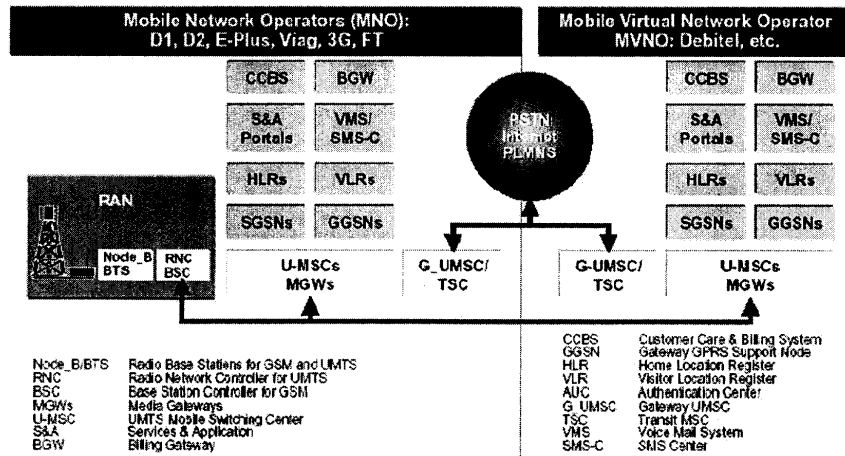 Mobile Network Operators (MNO):
D1, D2, E-Plus, Viag, 3G, FT
Mobile Virtual Network Operator
MVNO: Debitel, etc.
CCBS
BGW
S&A
Portals
VMS/
SMS-C
HLRs
VLRs
SGSNs
GGSNs
U-MSCs
MGWs
RAN
Node_B
BTS
RNC
BSC
G_UMSC/
TSC
PSTN
Internet
PLMNS
G-UMSC/
TSC
CCBS
BGW
S&A
Portals
VMS/
SMS-C
HLRs
VLRs
SGSNs
GGSNs
U-MSCs
MGWs
Node_B/BTS Radio Base Stations for GSM and UMTS
RNC Radio Network Controller for UMTS
BSC Base Station Controller for GSM
MGWs Media Gateways
U-MSC UMTS Mobile Switching Center
S&A Services & Application
BGW Billing Gateway
CCBS Customer Care & Billing System
GGSN Gateway GPRS Support Node
HLR Home Location Register
VLR Visitor Location Register
AUC Authentication Center
G_UMSC Gateway UMSC
TSC Transit MSC
VMS Voice Mail System
SMS-C SMS Center